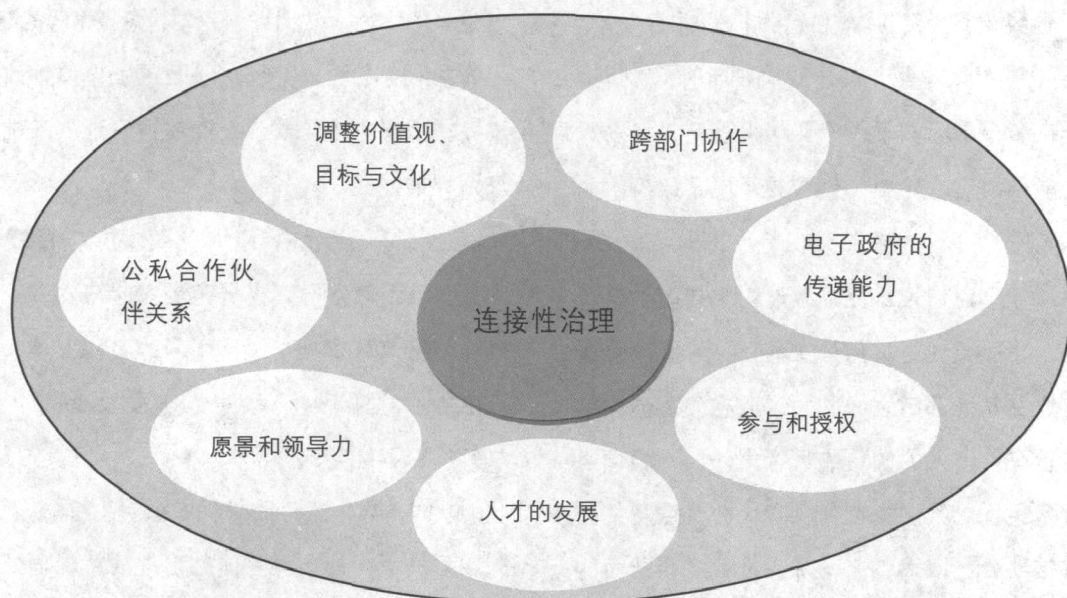 调整价值观、
目标与文化
跨部门协作
电子政府的
传递能力
公私合作伙
伴关系
连接性治理
参与和授权
愿景和领导力
人才的发展